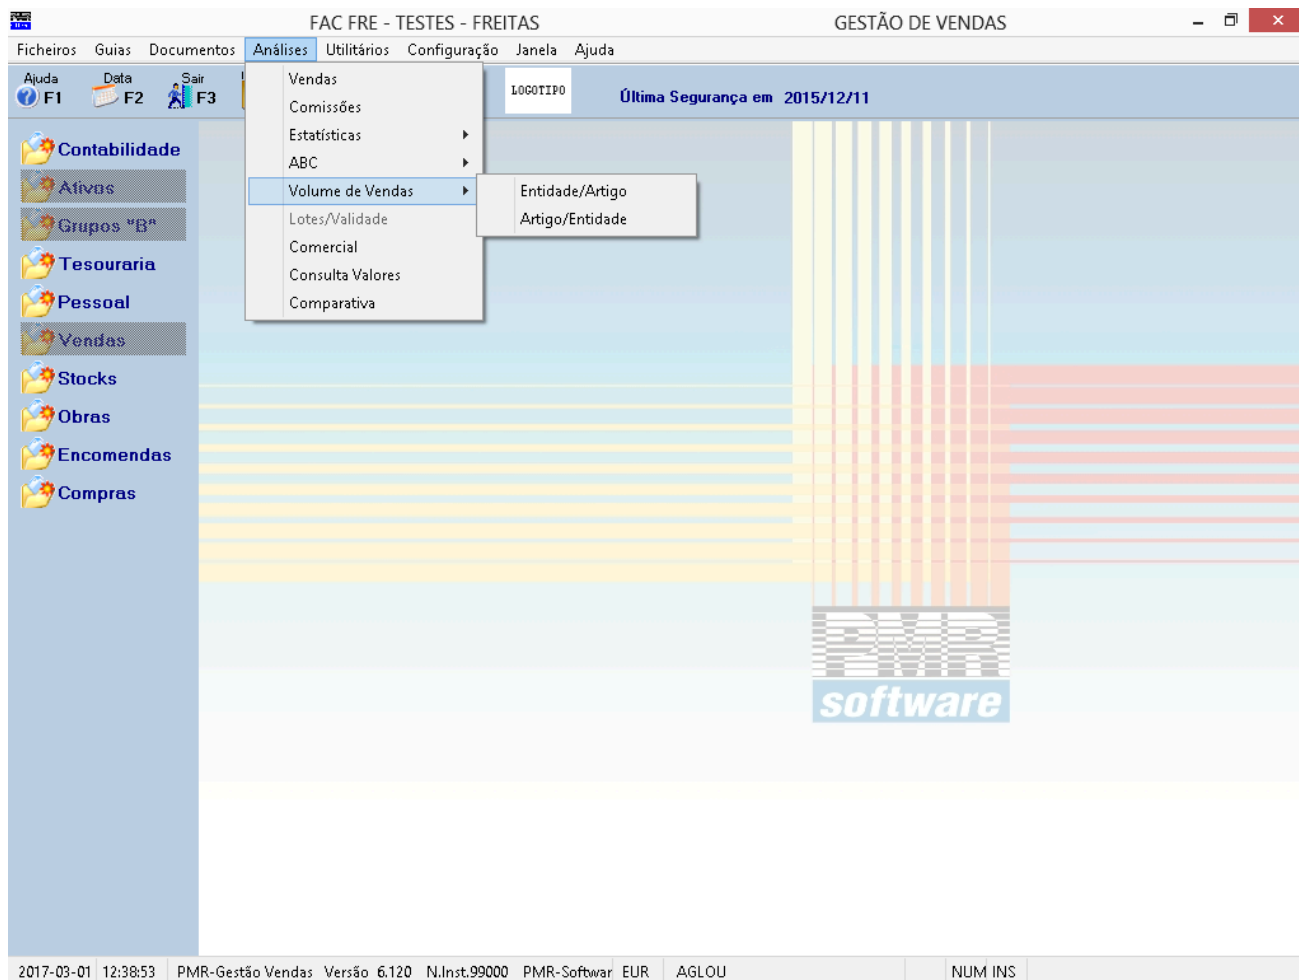 FAC FRE - TESTES - FREITAS GESTÃO DE VENDAS
Ficheiros Guias Documentos Análises Utilitários Configuração Janela Ajuda
Ajuda F1 Data F2 Sair F3
LOGOTIPO
Última Segurança em 2015/12/11
Vendas
Comissões
Estatísticas
ABC
Volume de Vendas
Lotes/Validade
Comercial
Consulta Valores
Comparativa
Entidade/Artigo
Artigo/Entidade
Contabilidade
Ativos
Grupos "B"
Tesouraria
Pessoal
Vendas
Stocks
Obras
Encomendas
Compras
PMR
software
2017-03-01 12:38:53 PMR-Gestão Vendas Versão 6.120 N.Inst.99000 PMR-Softwar EUR AGLOU NUM INS